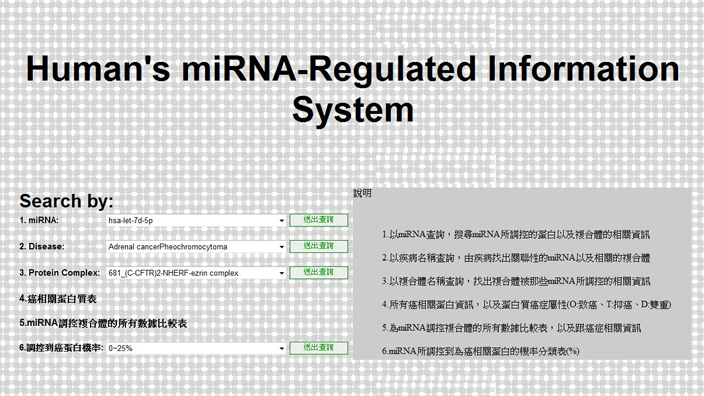 Human's miRNA-Regulated Information
System
Search by:
1. miRNA: hsa-let-7d-5p 送出查詢
2. Disease: Adrenal cancerPheochromocytoma 送出查詢
3. Protein Complex: 681_(C-CFTR)2-NHERF-ezrin complex 送出查詢
4.癌相關蛋白質表
5.miRNA調控複合體的所有數據比較表
6.調控到癌蛋白機率: 0~25% 送出查詢
說明
1.以miRNA查詢，搜尋miRNA所調控的蛋白以及複合體的相關資訊
2.以疾病名稱查詢，由疾病找出關聯性的miRNA以及相關的複合體
3.以複合體名稱查詢，找出複合體被那些miRNA所調控的相關資訊
4.所有癌相關蛋白資訊，以及蛋白質癌症屬性(O:致癌、T:抑癌、D:雙重)
5.為miRNA調控複合體的所有數據比較表，以及跟癌症相關資訊
6.miRNA所調控到為癌相關蛋白的機率分類表(%)